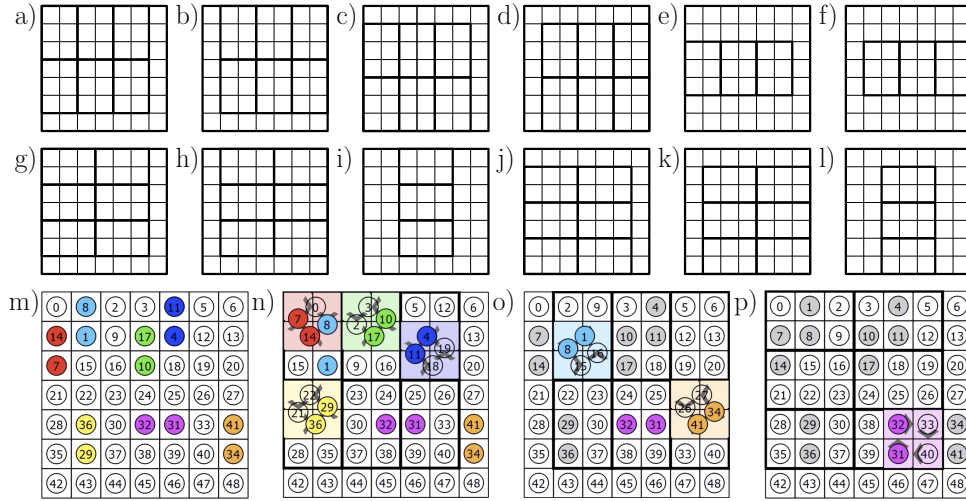 a) b) c) d) e) f)
g) h) i) j) k) l)
m) n) o) p)
0 8 2 3 11 5 6
14 1 9 17 4 12 13
7 15 16 10 18 19 20
21 22 23 24 25 26 27
28 36 30 32 31 33 41
35 29 37 38 39 40 34
42 43 44 45 46 47 48
0 3 5 12 6
7 8 2 10 4 19 13
14 17 11 18
15 1 9 16 20
22 23 24 25 26 27
21 29
36 30 32 31 33 41
28 35 37 38 39 40 34
42 43 44 45 46 47 48
0 2 9 3 4 5 6
7 1 10 11 12 13
8 16
14 15 17 18 19 20
21 22 23 24 25 27
26 34
28 29 30 32 31 41
35 36 37 38 39 33 40
42 43 44 45 46 47 48
0 1 2 3 4 5 6
7 8 9 10 11 12 13
14 15 16 17 18 19 20
21 22 23 24 25 26 27
28 29 30 38 32 33 34
35 36 37 39 31 40 41
42 43 44 45 46 47 48